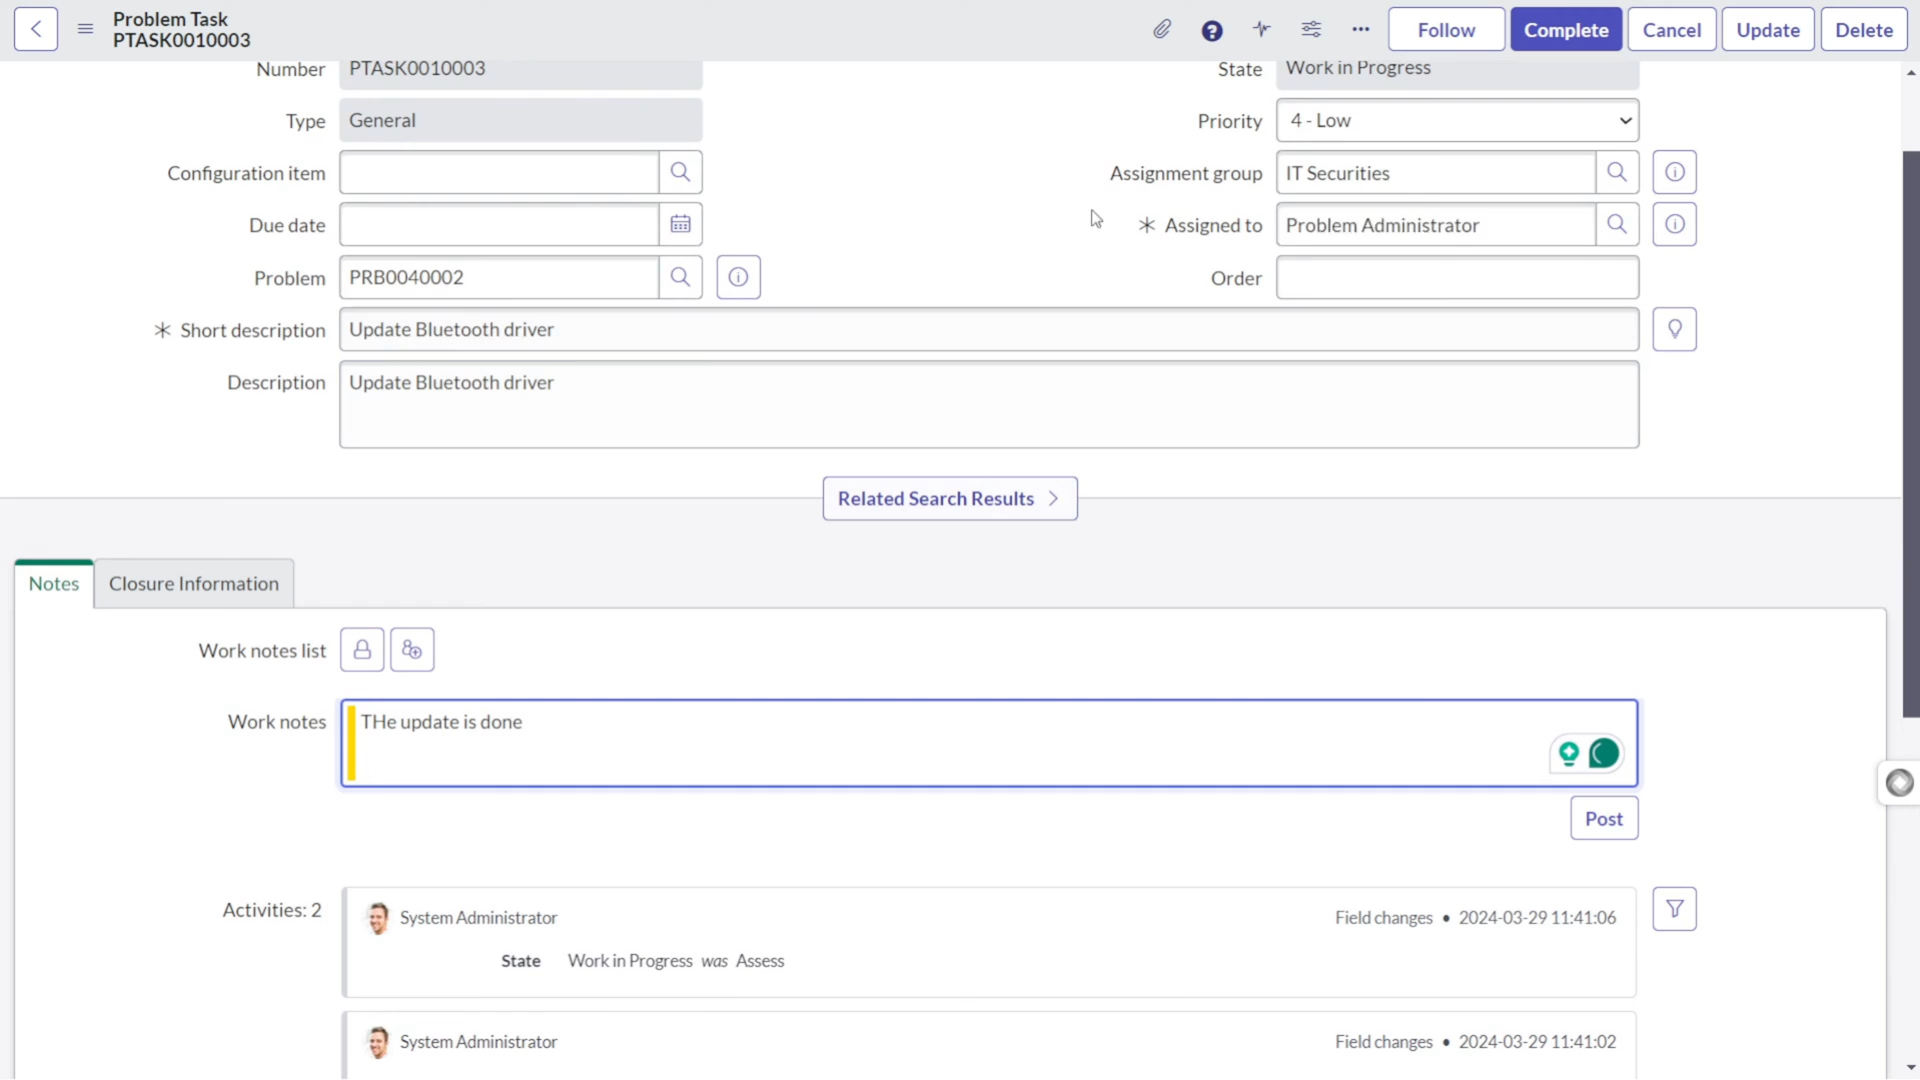 Problem Task
PTASK0010003
Follow
Complete
Cancel
Update
Delete
Number
PTASK0010003
State
Work in Progress
Type
General
Priority
4 - Low
Configuration item
Assignment group
IT Securities
Due date
Assigned to
Problem Administrator
Problem
PRB0040002
Order
Short description
Update Bluetooth driver
Description
Update Bluetooth driver
Related Search Results
Notes
Closure Information
Work notes list
Work notes
THe update is done
Post
Activities: 2
System Administrator
Field changes • 2024-03-29 11:41:06
State Work in Progress was Assess
System Administrator
Field changes • 2024-03-29 11:41:02